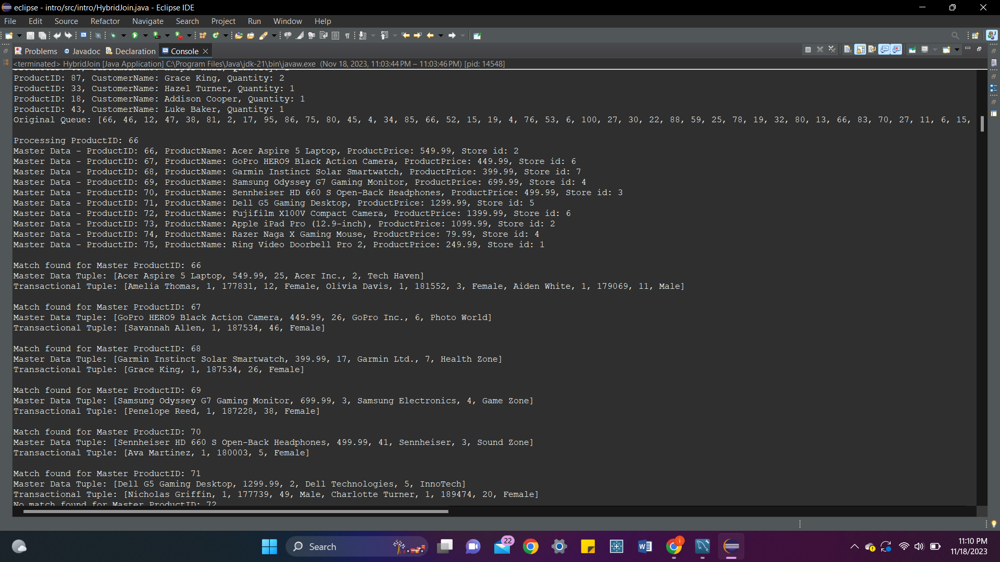 eclipse - intro/src/intro/HybridJoin.java - Eclipse IDE
File Edit Source Refactor Navigate Search Project Run Window Help
Problems @ Javadoc Declaration Console
<terminated> HybridJoin [Java Application] C:\Program Files\Java\jdk-21\bin\javaw.exe (Nov 18, 2023, 11:03:44 PM – 11:03:46 PM) [pid: 14548]
ProductID: 87, CustomerName: Grace King, Quantity: 2
ProductID: 33, CustomerName: Hazel Turner, Quantity: 1
ProductID: 18, CustomerName: Addison Cooper, Quantity: 1
ProductID: 43, CustomerName: Luke Baker, Quantity: 1
Original Queue: [66, 46, 12, 47, 38, 81, 2, 17, 95, 86, 75, 80, 45, 4, 34, 85, 66, 52, 15, 19, 4, 76, 53, 6, 100, 27, 30, 22, 88, 59, 25, 78, 19, 32, 80, 13, 66, 83, 70, 27, 11, 6, 15,
Processing ProductID: 66
Master Data - ProductID: 66, ProductName: Acer Aspire 5 Laptop, ProductPrice: 549.99, Store id: 2
Master Data - ProductID: 67, ProductName: GoPro HERO9 Black Action Camera, ProductPrice: 449.99, Store id: 6
Master Data - ProductID: 68, ProductName: Garmin Instinct Solar Smartwatch, ProductPrice: 399.99, Store id: 7
Master Data - ProductID: 69, ProductName: Samsung Odyssey G7 Gaming Monitor, ProductPrice: 699.99, Store id: 4
Master Data - ProductID: 70, ProductName: Sennheiser HD 660 S Open-Back Headphones, ProductPrice: 499.99, Store id: 3
Master Data - ProductID: 71, ProductName: Dell G5 Gaming Desktop, ProductPrice: 1299.99, Store id: 5
Master Data - ProductID: 72, ProductName: Fujifilm X100V Compact Camera, ProductPrice: 1399.99, Store id: 6
Master Data - ProductID: 73, ProductName: Apple iPad Pro (12.9-inch), ProductPrice: 1099.99, Store id: 2
Master Data - ProductID: 74, ProductName: Razer Naga X Gaming Mouse, ProductPrice: 79.99, Store id: 4
Master Data - ProductID: 75, ProductName: Ring Video Doorbell Pro 2, ProductPrice: 249.99, Store id: 1
Match found for Master ProductID: 66
Master Data Tuple: [Acer Aspire 5 Laptop, 549.99, 25, Acer Inc., 2, Tech Haven]
Transactional Tuple: [Amelia Thomas, 1, 177831, 12, Female, Olivia Davis, 1, 181552, 3, Female, Aiden White, 1, 179069, 11, Male]
Match found for Master ProductID: 67
Master Data Tuple: [GoPro HERO9 Black Action Camera, 449.99, 26, GoPro Inc., 6, Photo World]
Transactional Tuple: [Savannah Allen, 1, 187534, 46, Female]
Match found for Master ProductID: 68
Master Data Tuple: [Garmin Instinct Solar Smartwatch, 399.99, 17, Garmin Ltd., 7, Health Zone]
Transactional Tuple: [Grace King, 1, 187534, 26, Female]
Match found for Master ProductID: 69
Master Data Tuple: [Samsung Odyssey G7 Gaming Monitor, 699.99, 3, Samsung Electronics, 4, Game Zone]
Transactional Tuple: [Penelope Reed, 1, 187228, 38, Female]
Match found for Master ProductID: 70
Master Data Tuple: [Sennheiser HD 660 S Open-Back Headphones, 499.99, 41, Sennheiser, 3, Sound Zone]
Transactional Tuple: [Ava Martinez, 1, 180003, 5, Female]
Match found for Master ProductID: 71
Master Data Tuple: [Dell G5 Gaming Desktop, 1299.99, 2, Dell Technologies, 5, InnoTech]
Transactional Tuple: [Nicholas Griffin, 1, 177739, 49, Male, Charlotte Turner, 1, 189474, 20, Female]
No match found for Master ProductID: 72
Search
22
11:10 PM
11/18/2023